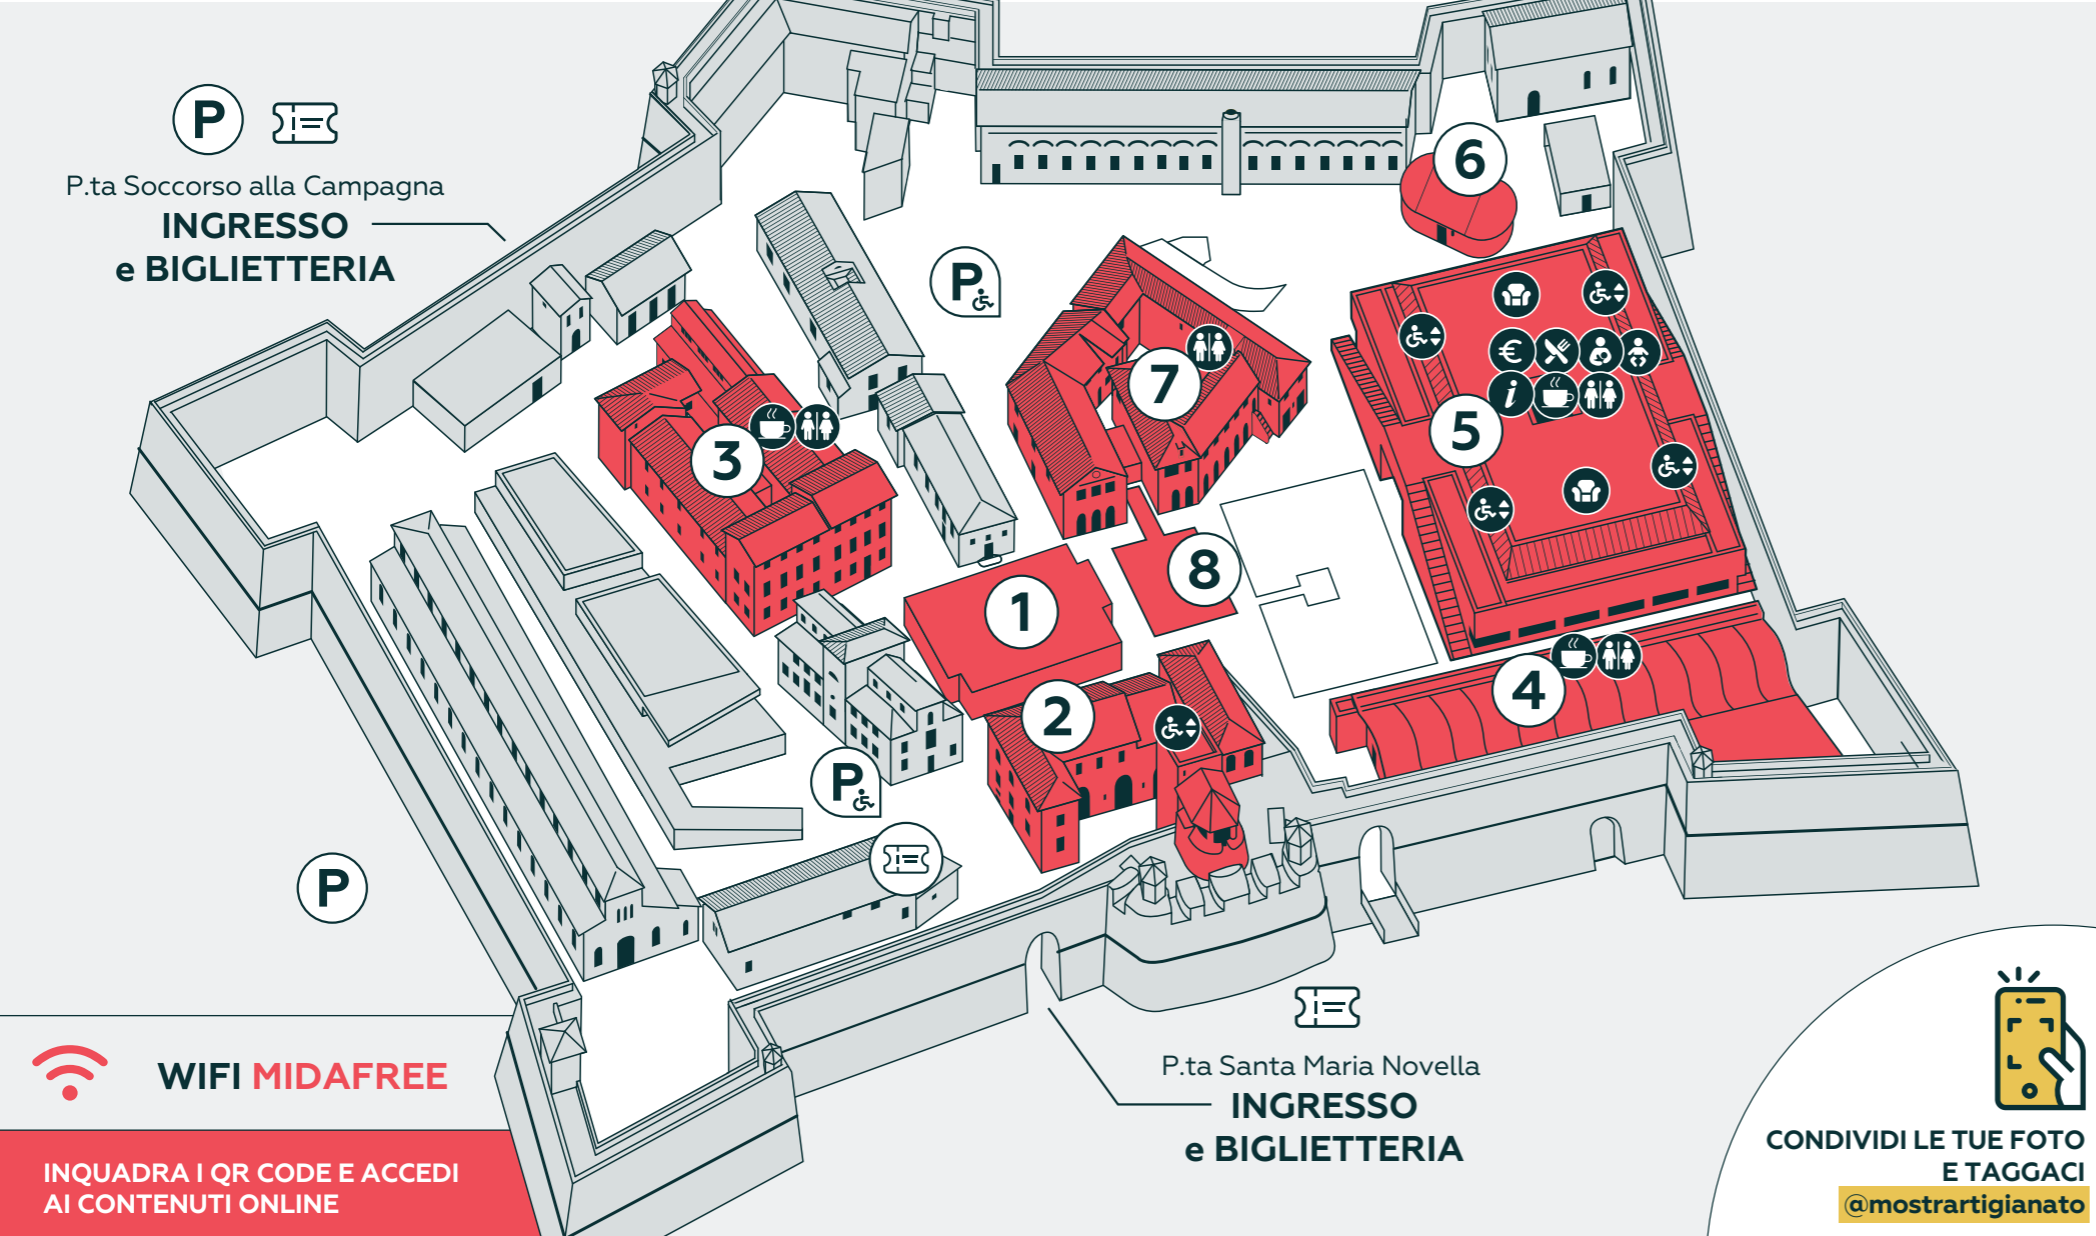 P
P.ta Soccorso alla Campagna
INGRESSO
e BIGLIETTERIA
6
P
7
€
i
5
3
8
1
4
2
P
P
P.ta Santa Maria Novella
INGRESSO
e BIGLIETTERIA
WIFI MIDAFREE
INQUADRA I QR CODE E ACCEDI
AI CONTENUTI ONLINE
CONDIVIDI LE TUE FOTO
E TAGGACI
@mostrartigianato